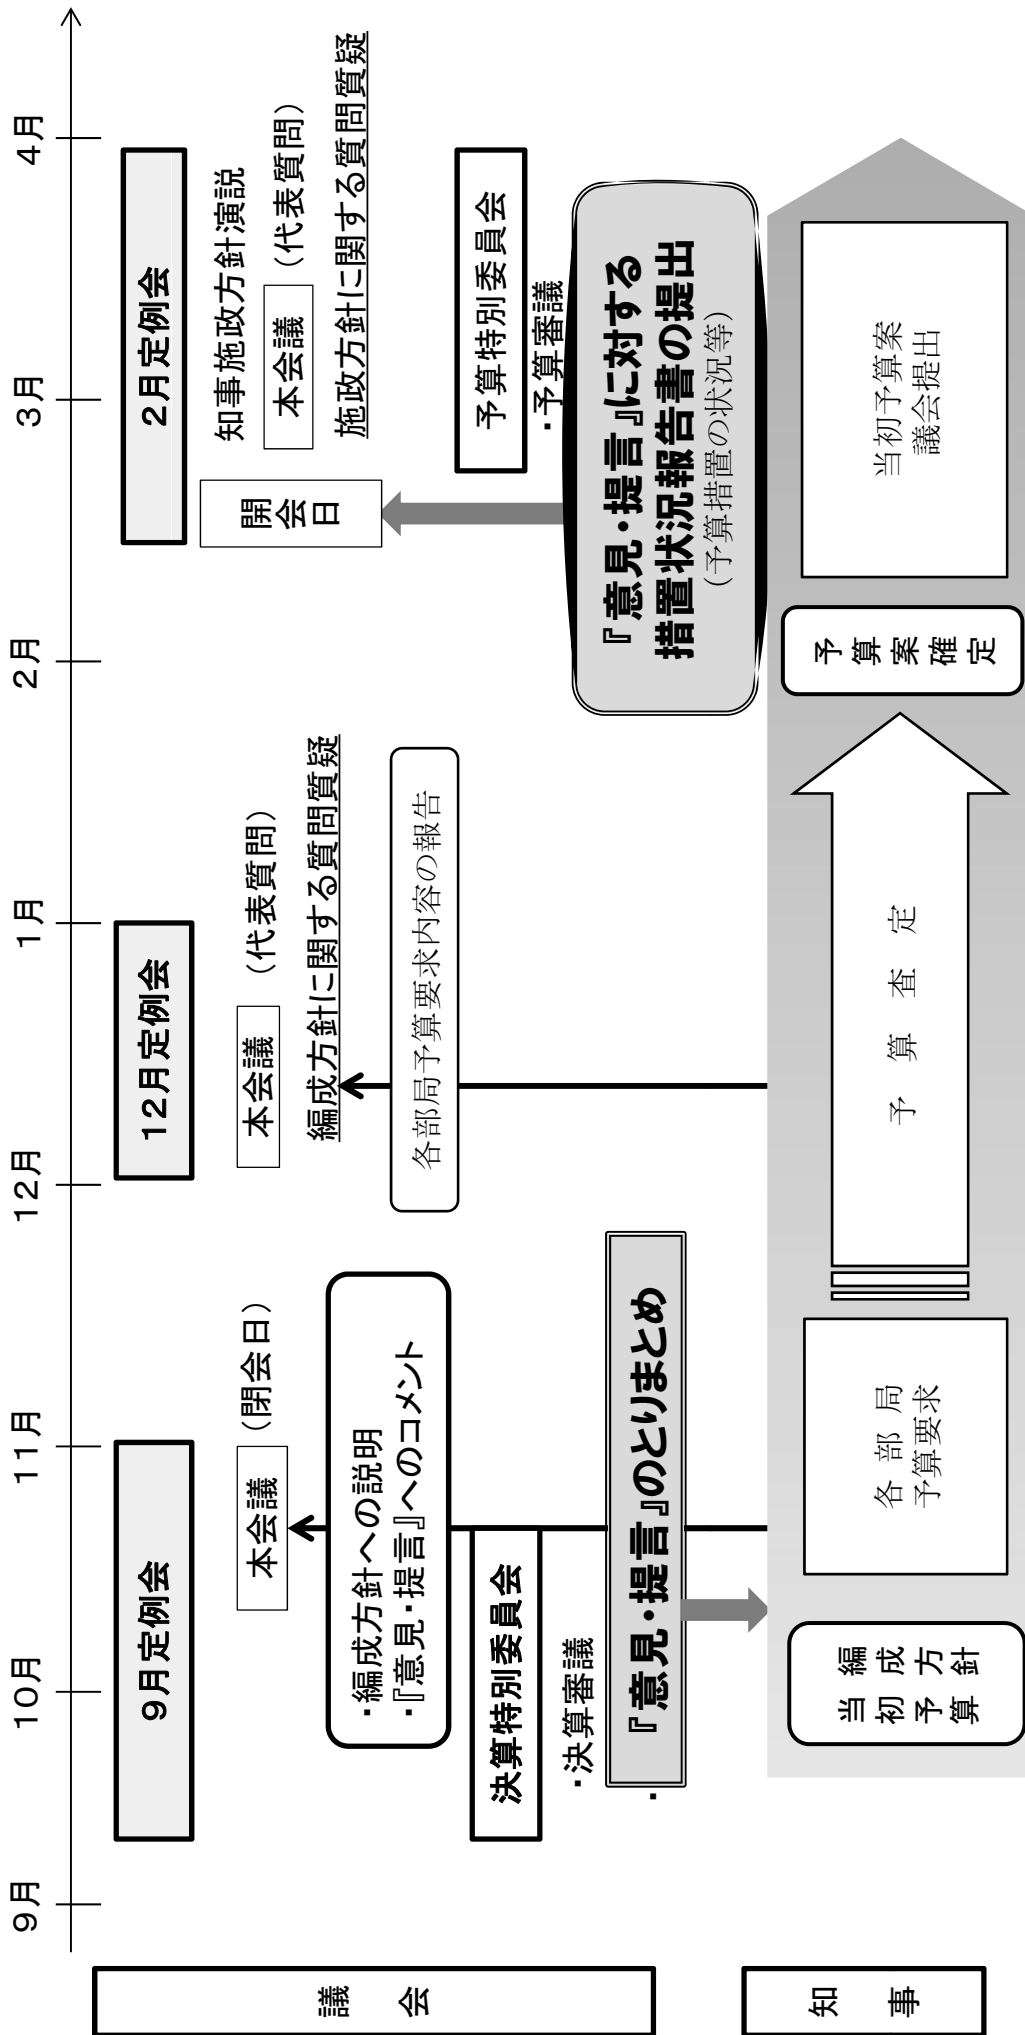 9月
10月
11月
12月
1月
2月
3月
4月
議　会
9月定例会
12月定例会
2月定例会
本会議
（閉会日）
・編成方針への説明
・『意見・提言』へのコメント
決算特別委員会
・決算審議
・
『意見・提言』のとりまとめ
本会議
（代表質問）
編成方針に関する質問質疑
各部局予算要求内容の報告
開会日
知事施政方針演説
本会議
（代表質問）
施政方針に関する質問質疑
予算特別委員会
・予算審議
『意見・提言』に対する
措置状況報告書の提出
（予算措置の状況等）
知　事
当初予算
編成方針
各 部 局
予算要求
予 算 査 定
予算案確定
当初予算案
議会提出